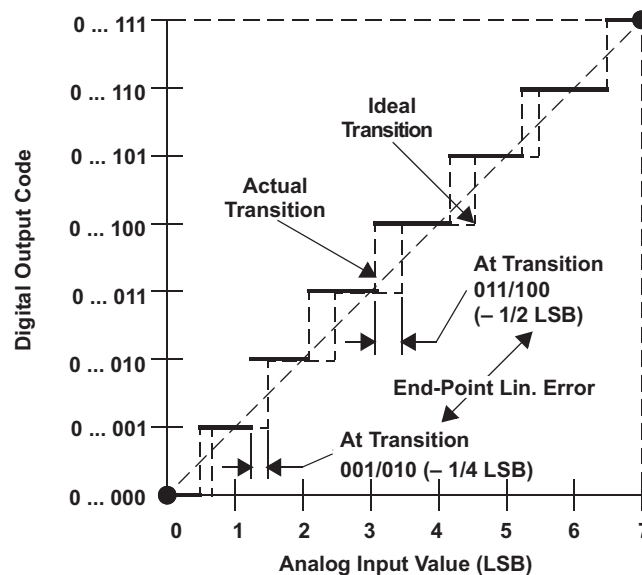 Digital Output Code
0 ... 111
0 ... 110
0 ... 101
0 ... 100
0 ... 011
0 ... 010
0 ... 001
0 ... 000
Ideal
Transition
Actual
Transition
At Transition
011/100
(– 1/2 LSB)
End-Point Lin. Error
At Transition
001/010 (– 1/4 LSB)
0 1 2 3 4 5 6 7
Analog Input Value (LSB)